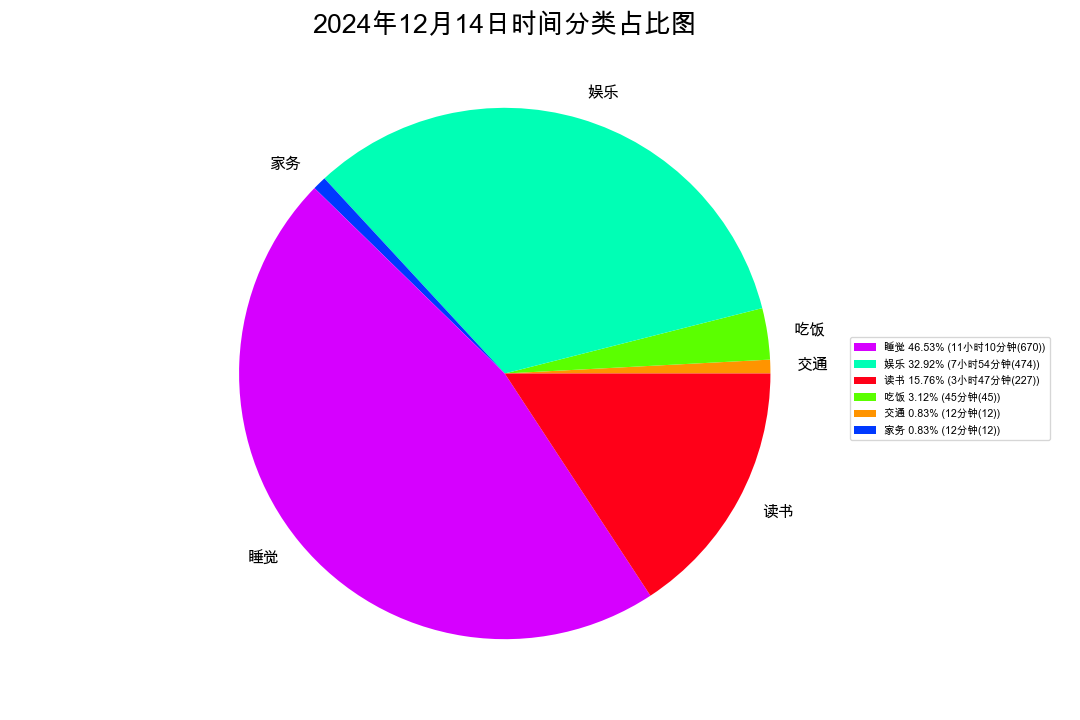 2024年12月14日时间分类占比图
娱乐
家务
吃饭
交通
睡觉 46.53% (11小时10分钟(670))
娱乐 32.92% (7小时54分钟(474))
读书 15.76% (3小时47分钟(227))
吃饭 3.12% (45分钟(45))
交通 0.83% (12分钟(12))
家务 0.83% (12分钟(12))
读书
睡觉